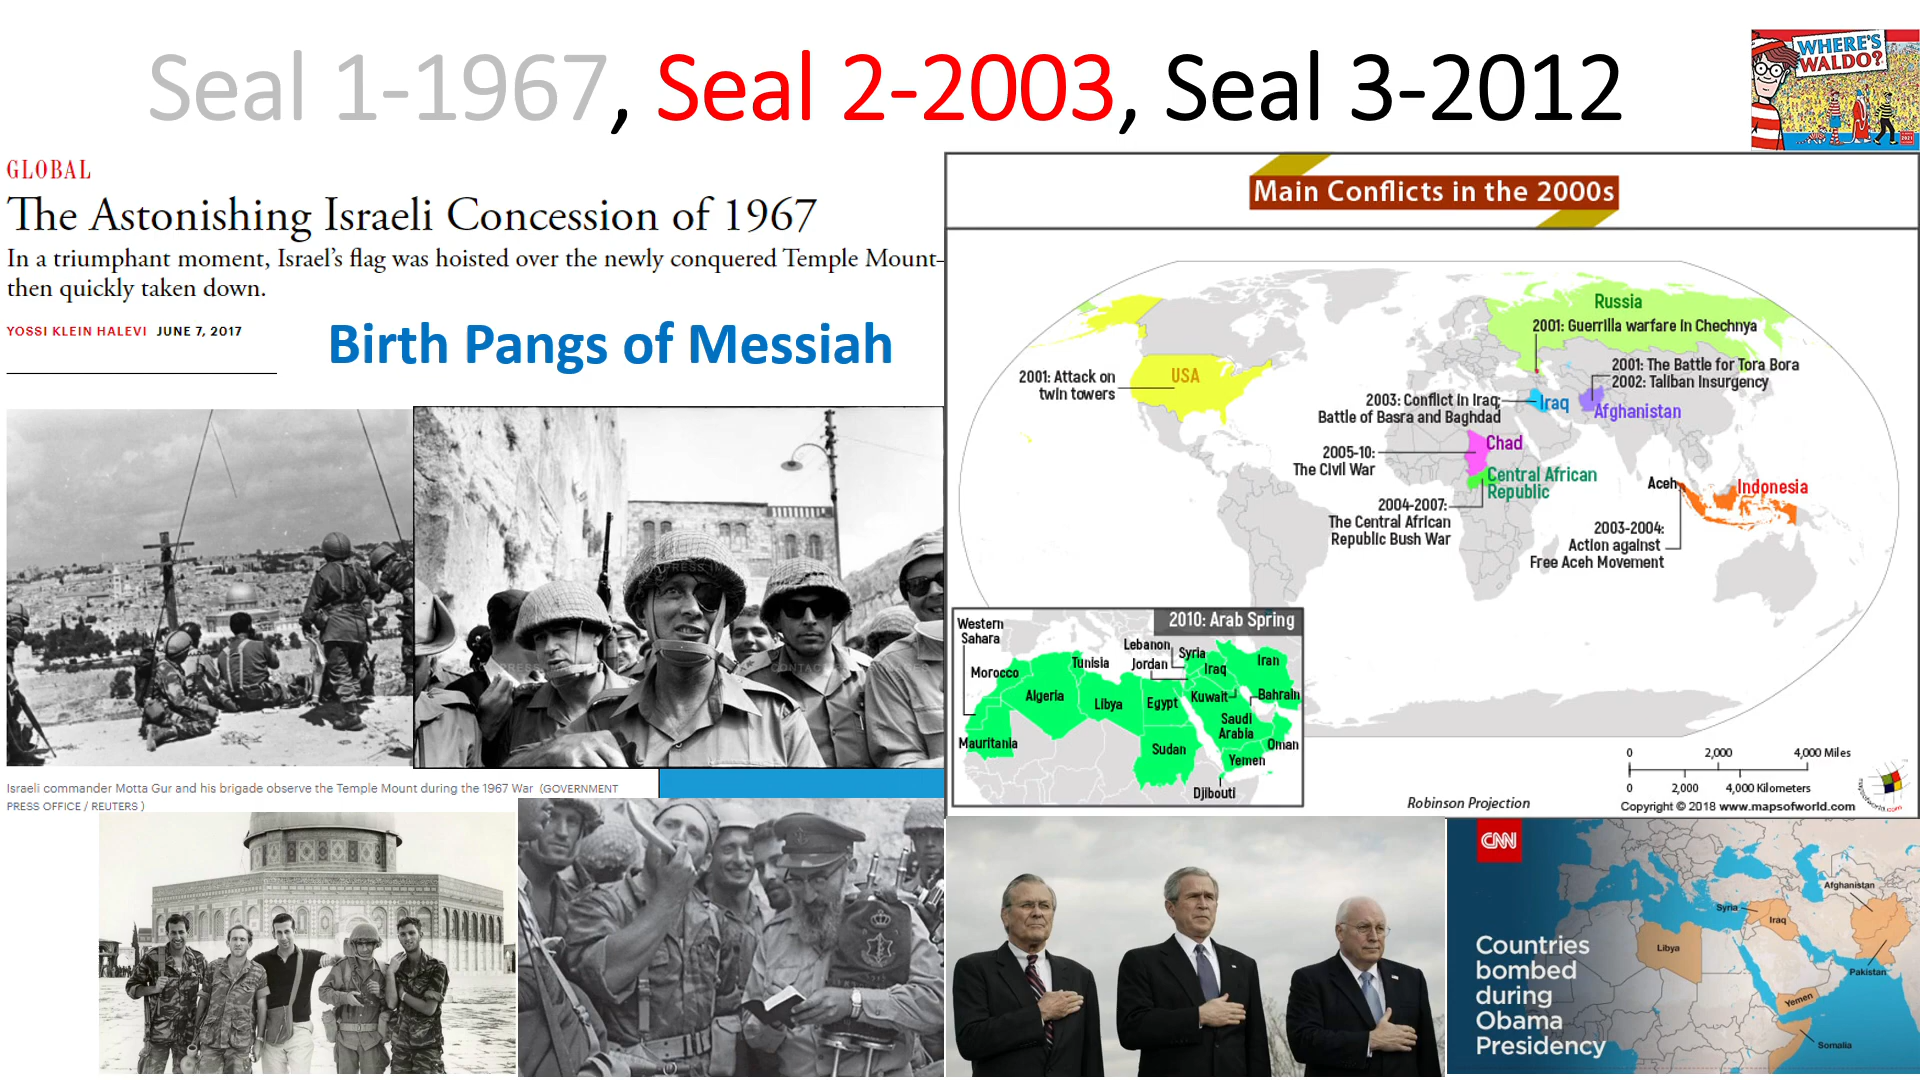 Seal 1-1967, Seal 2-2003, Seal 3-2012
WHERE'S
WALDO?
GLOBAL
The Astonishing Israeli Concession of 1967
In a triumphant moment, Israel's flag was hoisted over the newly conquered Temple Mount–
then quickly taken down.
YOSSI KLEIN HALEVI JUNE 7, 2017
Birth Pangs of Messiah
Israeli commander Motta Gur and his brigade observe the Temple Mount during the 1967 War (GOVERNMENT
PRESS OFFICE / REUTERS )
Main Conflicts in the 2000s
Russia
2001: Guerrilla warfare in Chechnya
2001: The Battle for Tora Bora
2002: Taliban Insurgency
USA
2001: Attack on
twin towers
2003: Conflict in Iraq;
Battle of Basra and Baghdad
Iraq
Afghanistan
Chad
2005-10:
The Civil War
Central African
Republic
2004-2007:
The Central African
Republic Bush War
Aceh
Indonesia
2003-2004:
Action against
Free Aceh Movement
2010: Arab Spring
Western
Sahara
Morocco
Tunisia
Lebanon
Jordan
Syria
Iraq
Iran
Algeria
Libya
Egypt
Kuwait
Bahrain
Saudi
Arabia
Mauritania
Sudan
Oman
Yemen
Djibouti
0 2,000 4,000 Miles
0 2,000 4,000 Kilometers
Robinson Projection
Copyright © 2018 www.mapsofworld.com
CNN
Countries
bombed
during
Obama
Presidency
Afghanistan
Syria
Iraq
Libya
Pakistan
Yemen
Somalia